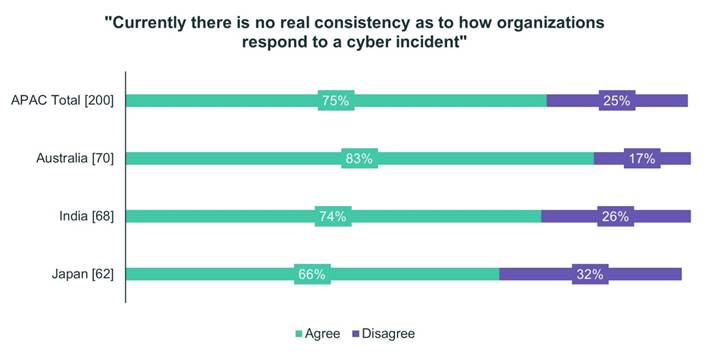 "Currently there is no real consistency as to how organizations
respond to a cyber incident"
APAC Total [200]
75%
25%
Australia [70]
83%
17%
India [68]
74%
26%
Japan [62]
66%
32%
Agree
Disagree